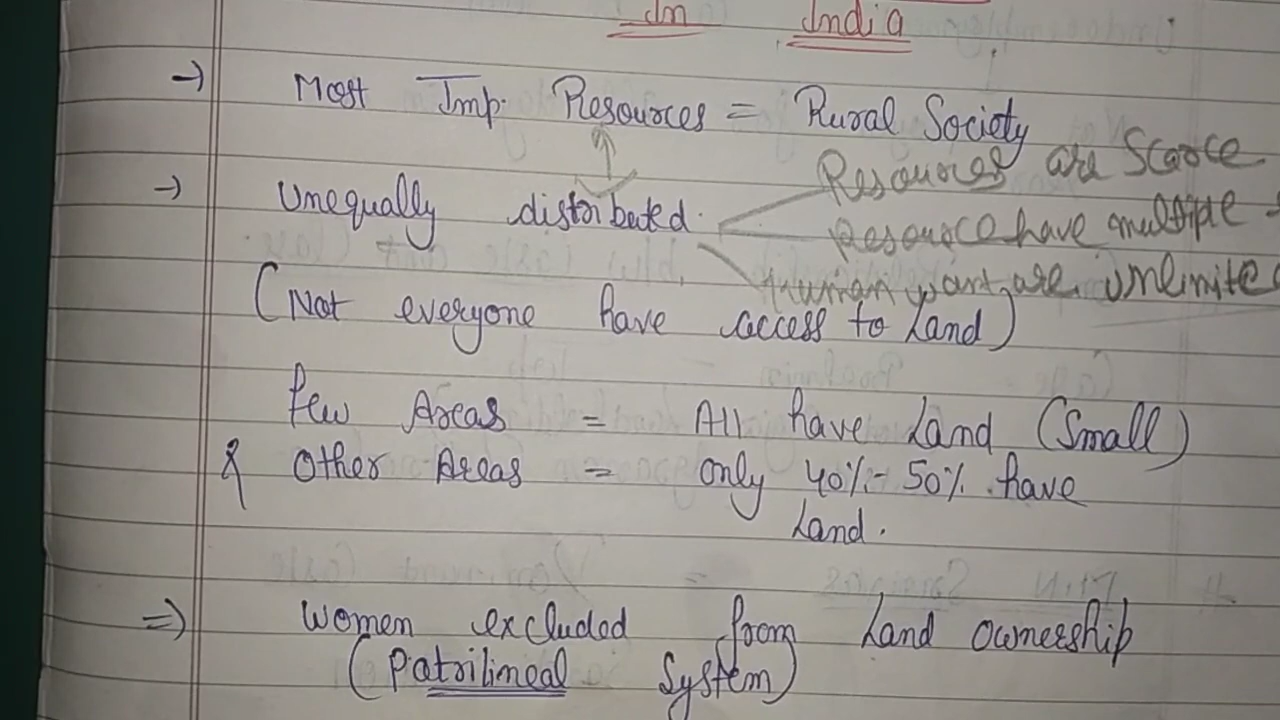 In India
→ Most Imp. Resources = Rural Society
→ Unequally distributed.
Resources are Scarce
Resource have multiple
Human want are unlimite
(Not everyone have access to Land)
Few Areas = All have Land (Small)
& Other Areas = only 40%-50% have
Land.
⇒ Women excluded from Land ownership
(Patrilineal System)